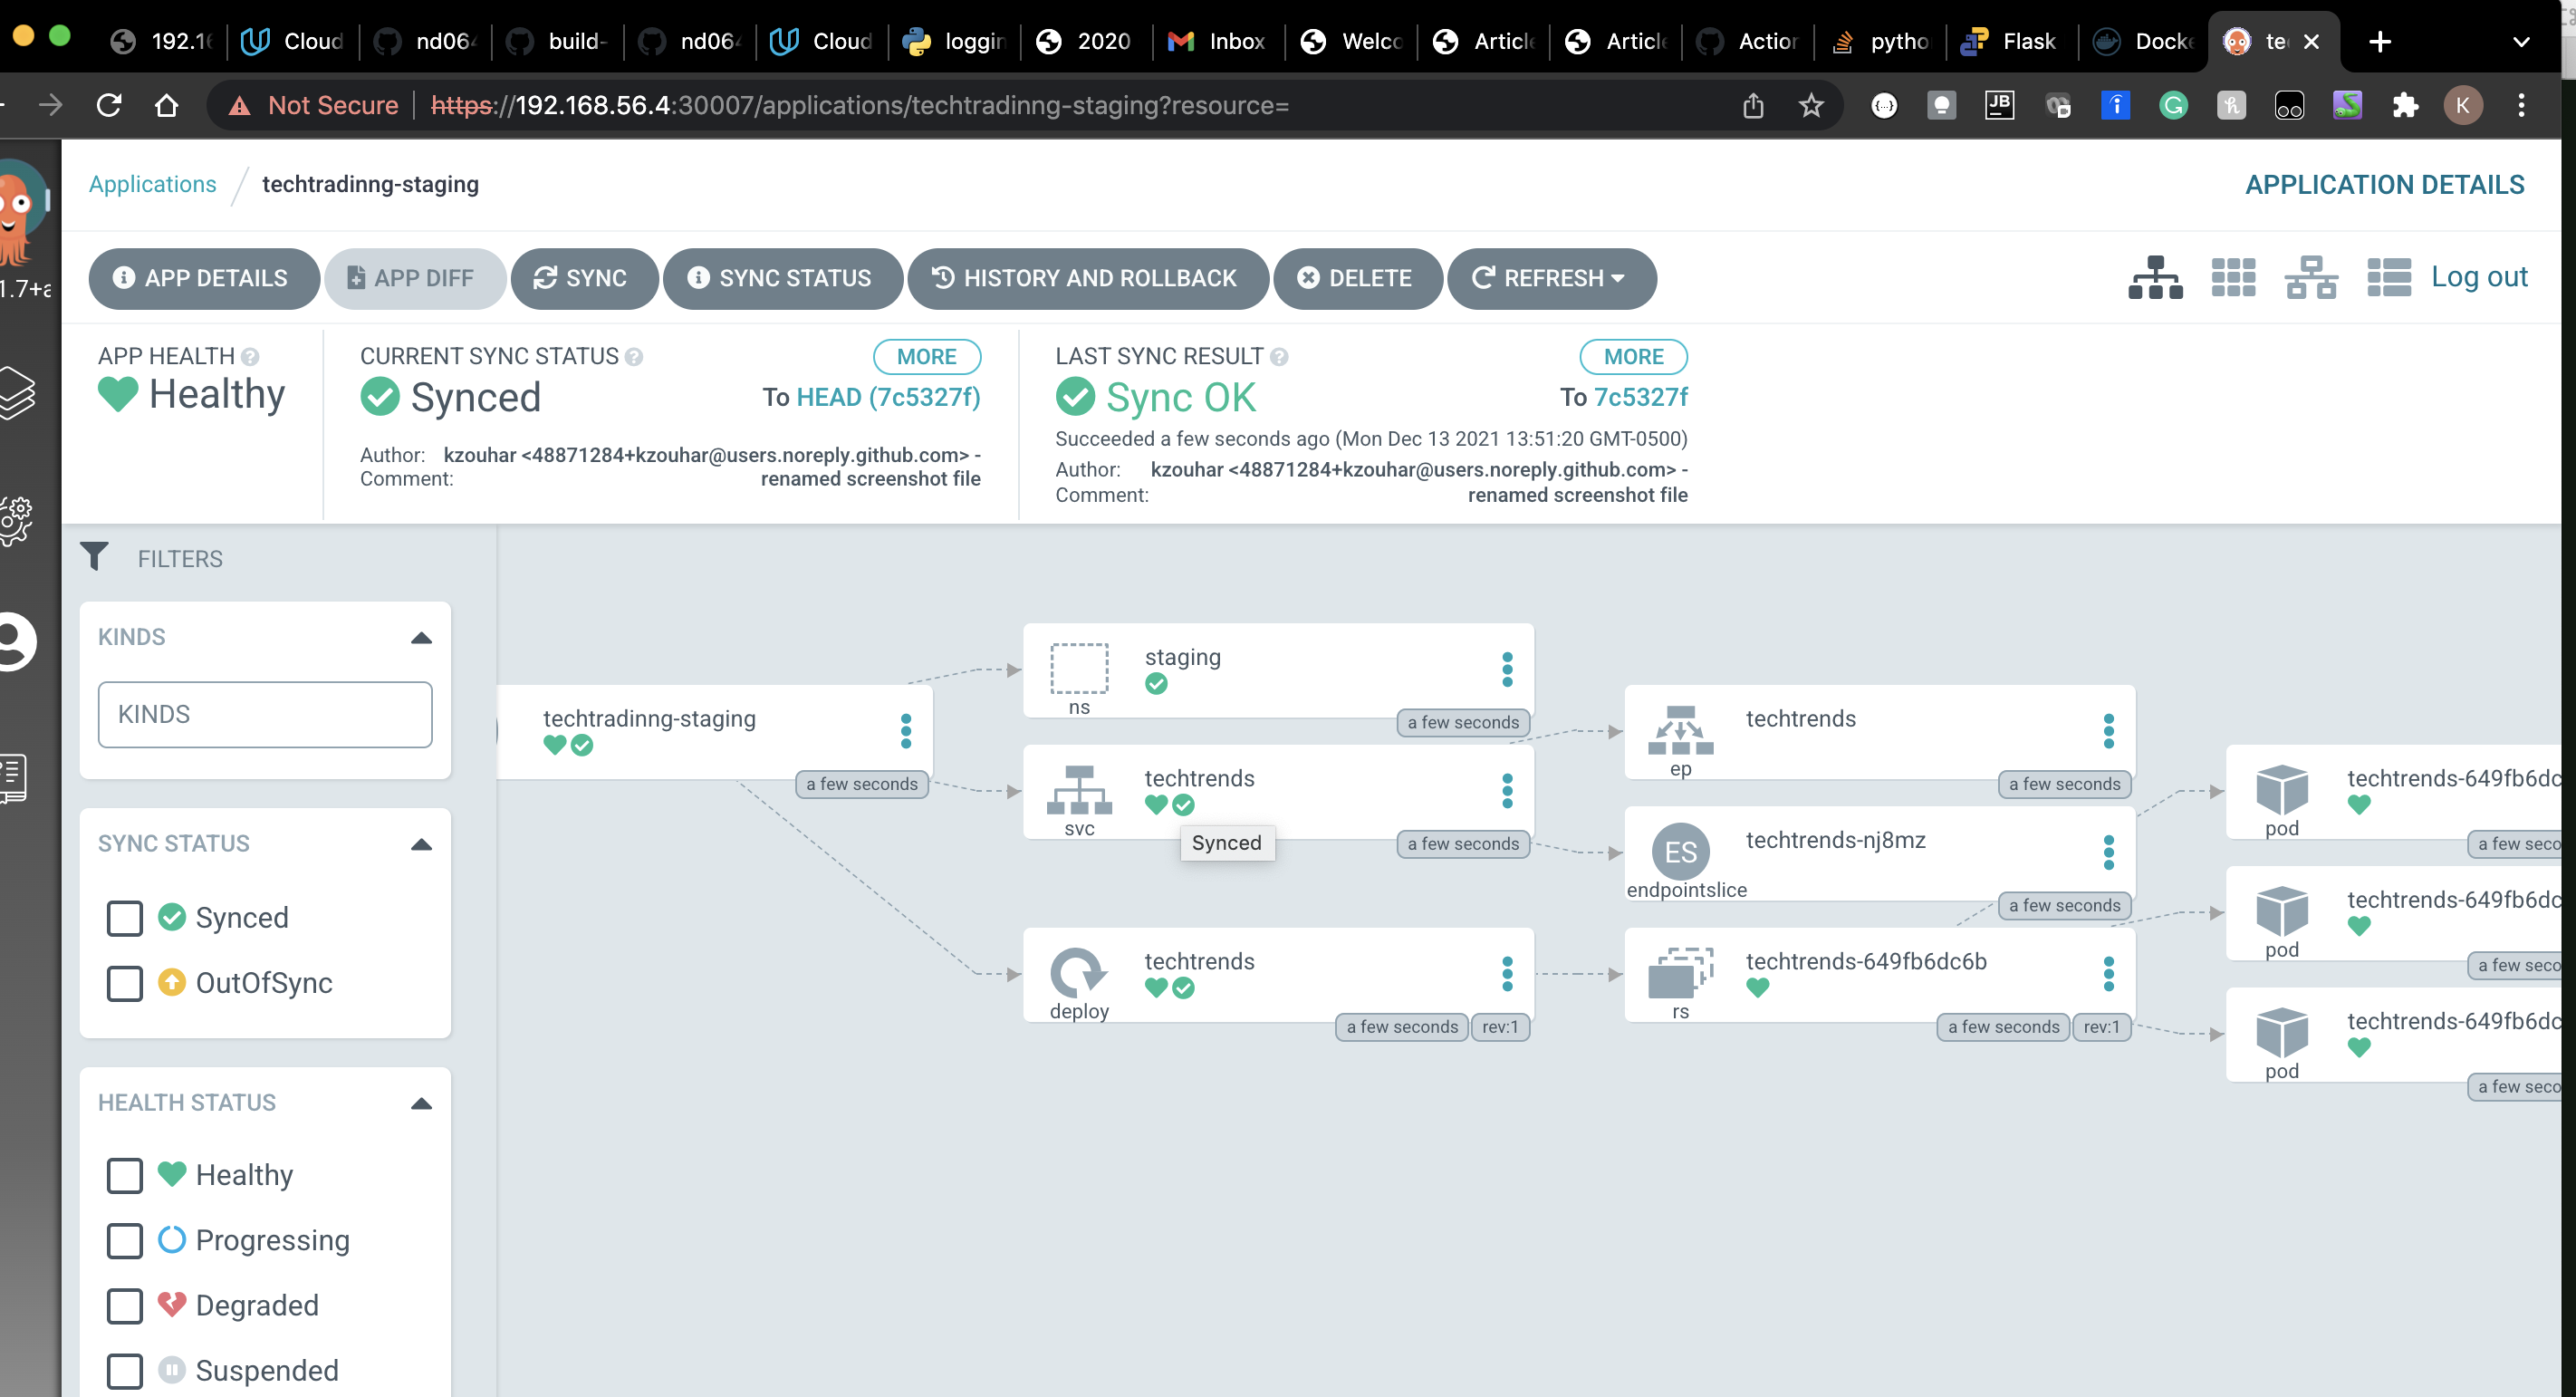 192.1
Cloud
nd064
build-
nd064
Cloud
loggin
2020
Inbox
Welco
Article
Article
Action
pytho
Flask
Docke
te
Not Secure
https://192.168.56.4:30007/applications/techtradinng-staging?resource=
JB
K
Applications
techtradinng-staging
APPLICATION DETAILS
1.7+a
APP DETAILS
APP DIFF
SYNC
SYNC STATUS
HISTORY AND ROLLBACK
DELETE
REFRESH
Log out
APP HEALTH
Healthy
CURRENT SYNC STATUS
MORE
Synced
To HEAD (7c5327f)
Author: kzouhar <48871284+kzouhar@users.noreply.github.com> -
Comment: renamed screenshot file
LAST SYNC RESULT
MORE
Sync OK
To 7c5327f
Succeeded a few seconds ago (Mon Dec 13 2021 13:51:20 GMT-0500)
Author: kzouhar <48871284+kzouhar@users.noreply.github.com> -
Comment: renamed screenshot file
FILTERS
KINDS
KINDS
SYNC STATUS
Synced
OutOfSync
HEALTH STATUS
Healthy
Progressing
Degraded
Suspended
techtradinng-staging
a few seconds
staging
ns
a few seconds
techtrends
svc
Synced
a few seconds
techtrends
deploy
a few seconds
rev:1
techtrends
ep
a few seconds
techtrends-nj8mz
ES
endpointslice
a few seconds
techtrends-649fb6dc6b
rs
a few seconds
rev:1
techtrends-649fb6dc
pod
a few seco
techtrends-649fb6dc
pod
a few seco
techtrends-649fb6dc
pod
a few seco